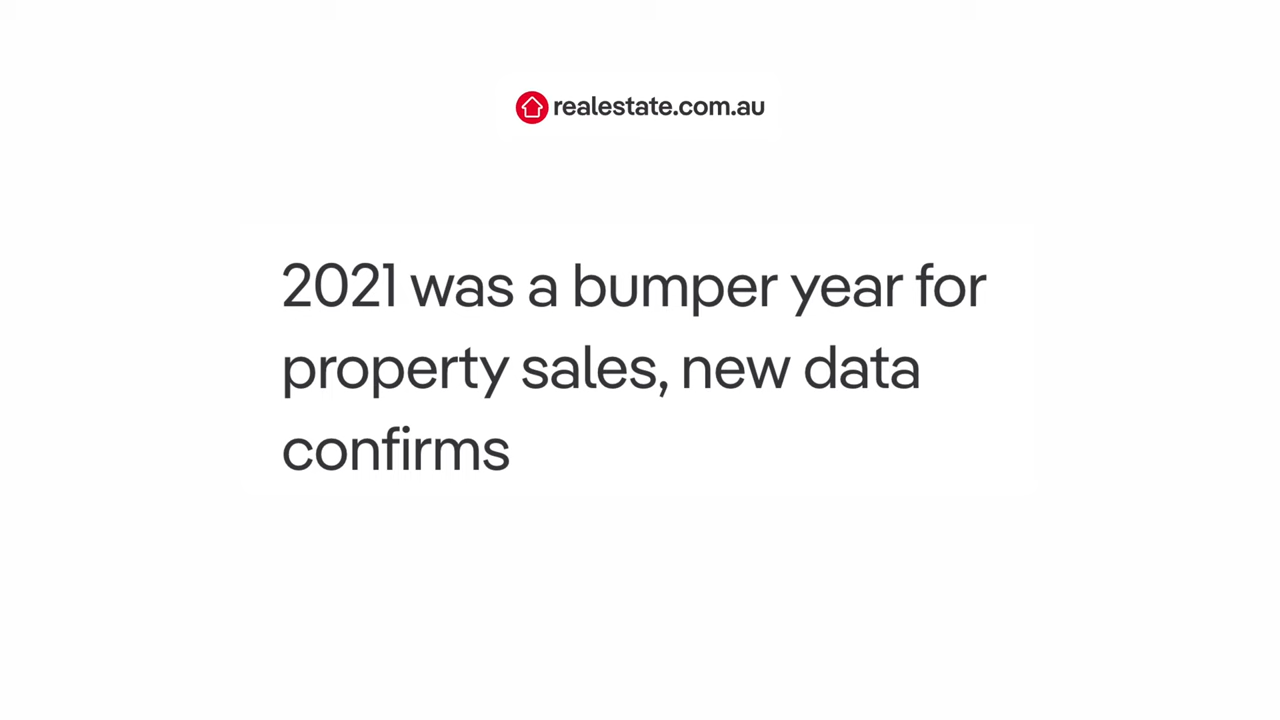 realestate.com.au
2021 was a bumper year for
property sales, new data
confirms